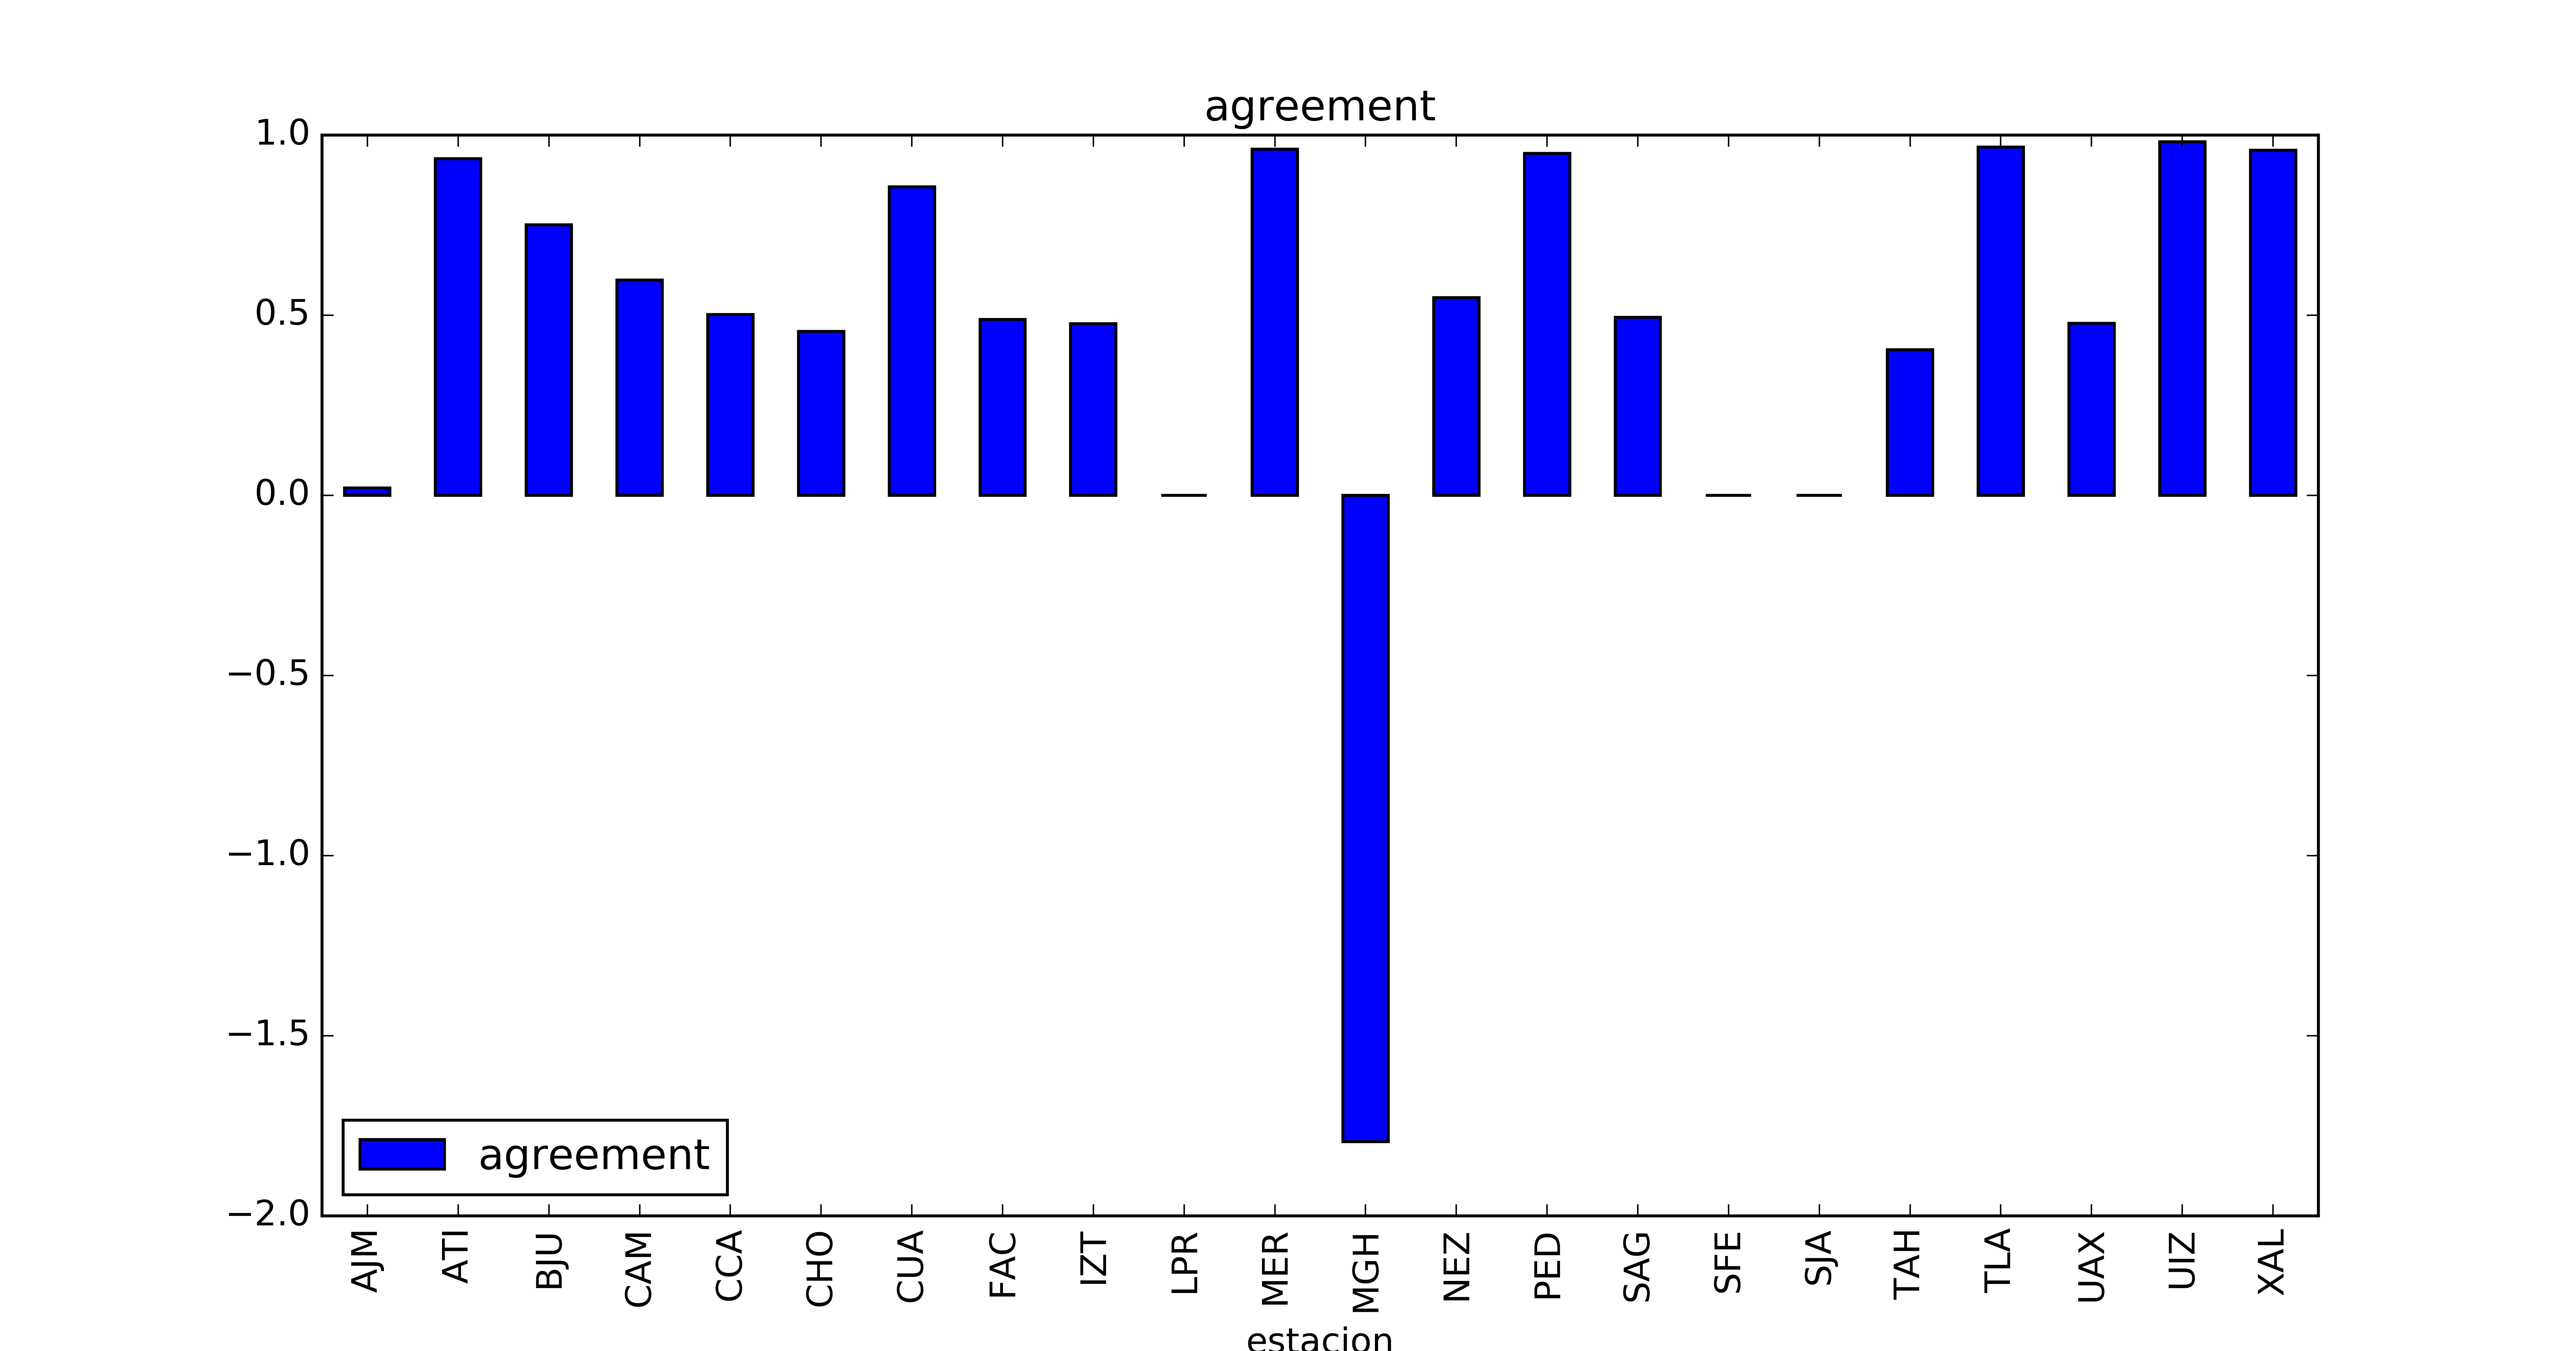 agreement
1.0
0.5
0.0
−0.5
−1.0
−1.5
−2.0
agreement
AJM ATI BJU CAM CCA CHO CUA FAC IZT LPR MER MGH NEZ PED SAG SFE SJA TAH TLA UAX UIZ XAL
estacion